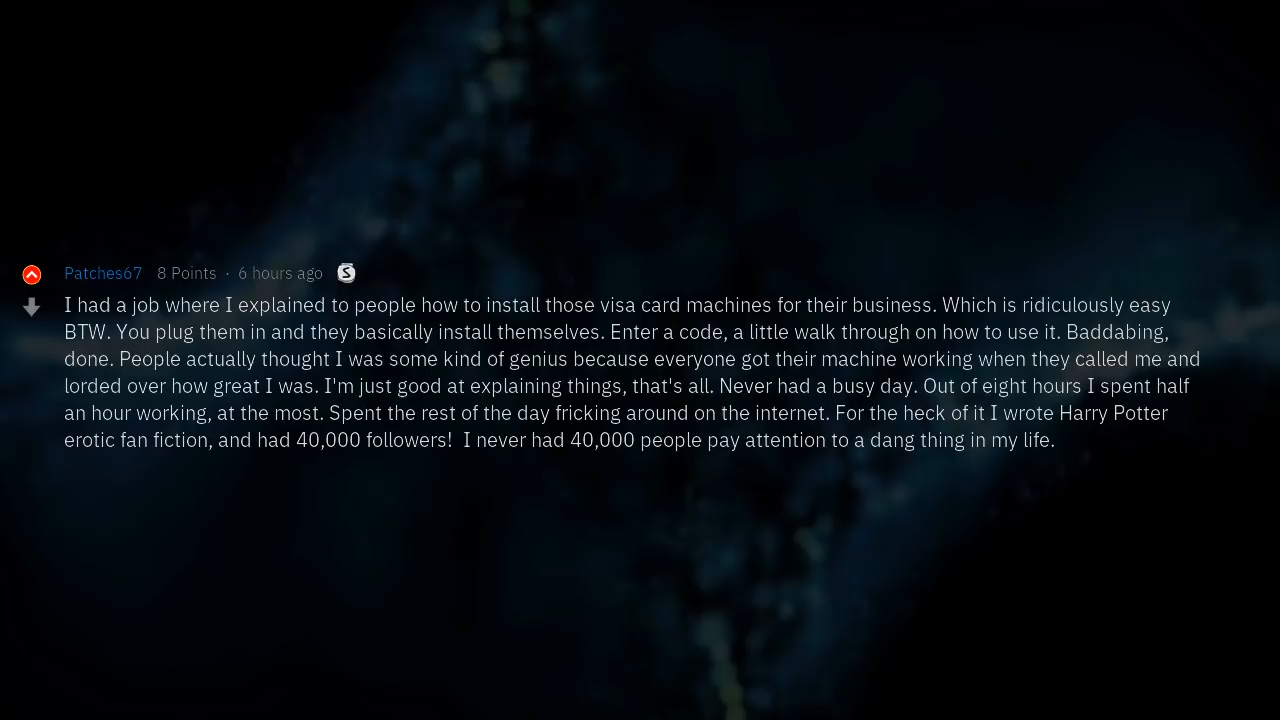 Patches67 8 Points · 6 hours ago S
I had a job where I explained to people how to install those visa card machines for their business. Which is ridiculously easy
BTW. You plug them in and they basically install themselves. Enter a code, a little walk through on how to use it. Baddabing,
done. People actually thought I was some kind of genius because everyone got their machine working when they called me and
lorded over how great I was. I'm just good at explaining things, that's all. Never had a busy day. Out of eight hours I spent half
an hour working, at the most. Spent the rest of the day fricking around on the internet. For the heck of it I wrote Harry Potter
erotic fan fiction, and had 40,000 followers!  I never had 40,000 people pay attention to a dang thing in my life.